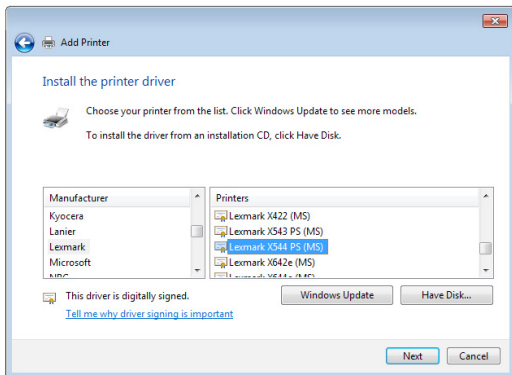 Add Printer
Install the printer driver
Choose your printer from the list. Click Windows Update to see more models.
To install the driver from an installation CD, click Have Disk.
Manufacturer
Kyocera
Lanier
Lexmark
Microsoft
Printers
Lexmark X422 (MS)
Lexmark X543 PS (MS)
Lexmark X544 PS (MS)
Lexmark X642e (MS)
This driver is digitally signed.
Tell me why driver signing is important
Windows Update
Have Disk...
Next
Cancel